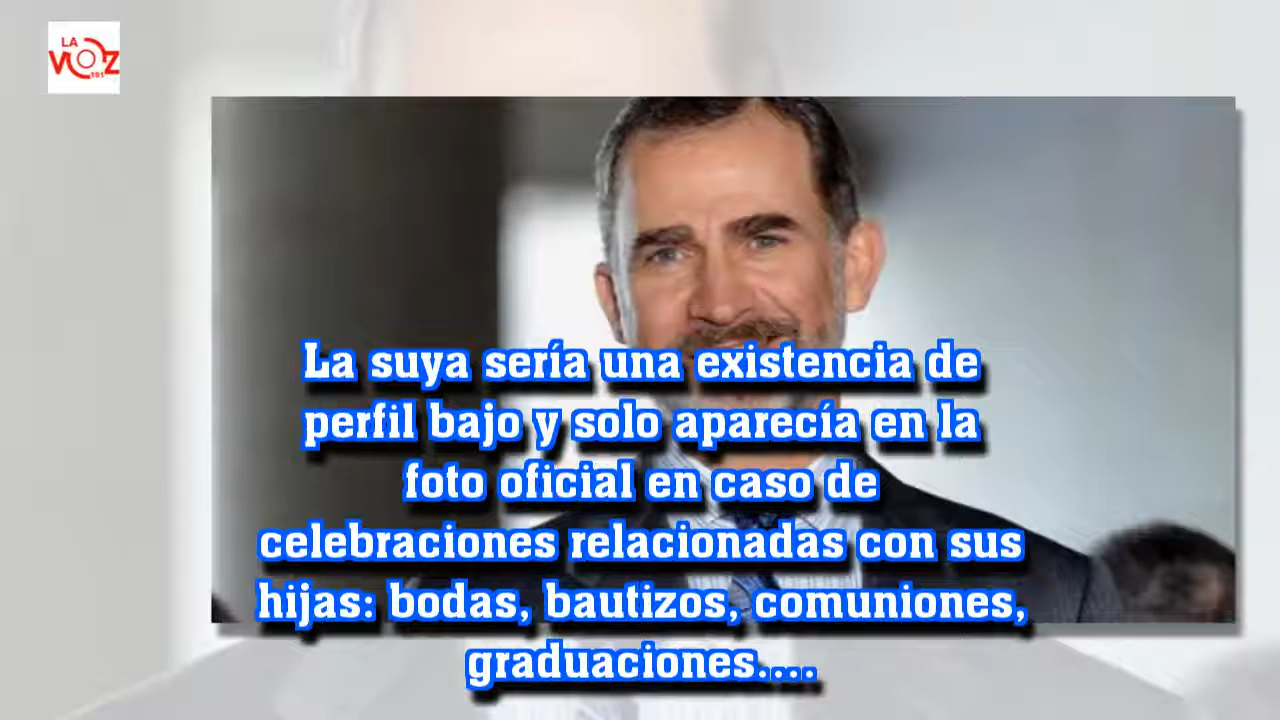 LA
VOZ
101
La suya sería una existencia de
perfil bajo y solo aparecía en la
foto oficial en caso de
celebraciones relacionadas con sus
hijas: bodas, bautizos, comuniones,
graduaciones....